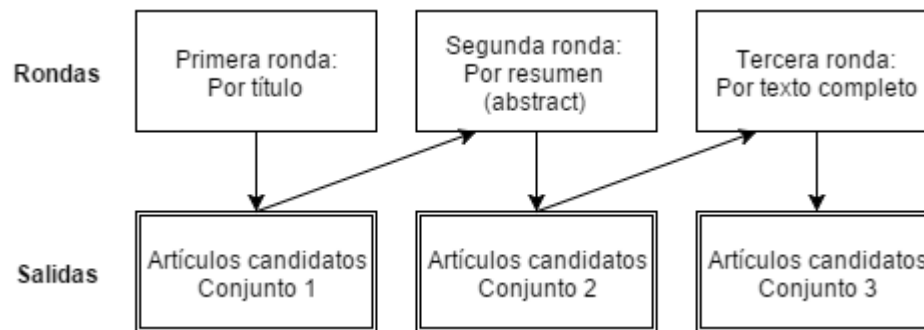 Rondas
Primera ronda:
Por título
Segunda ronda:
Por resumen
(abstract)
Tercera ronda:
Por texto completo
Salidas
Artículos candidatos
Conjunto 1
Artículos candidatos
Conjunto 2
Artículos candidatos
Conjunto 3